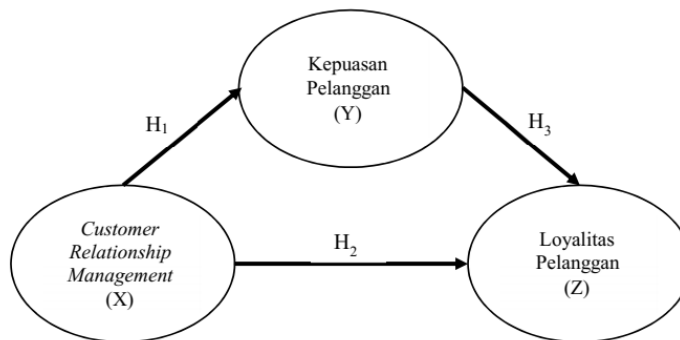 Kepuasan
Pelanggan
(Y)
H₁
H₃
Customer
Relationship
Management
(X)
H₂
Loyalitas
Pelanggan
(Z)